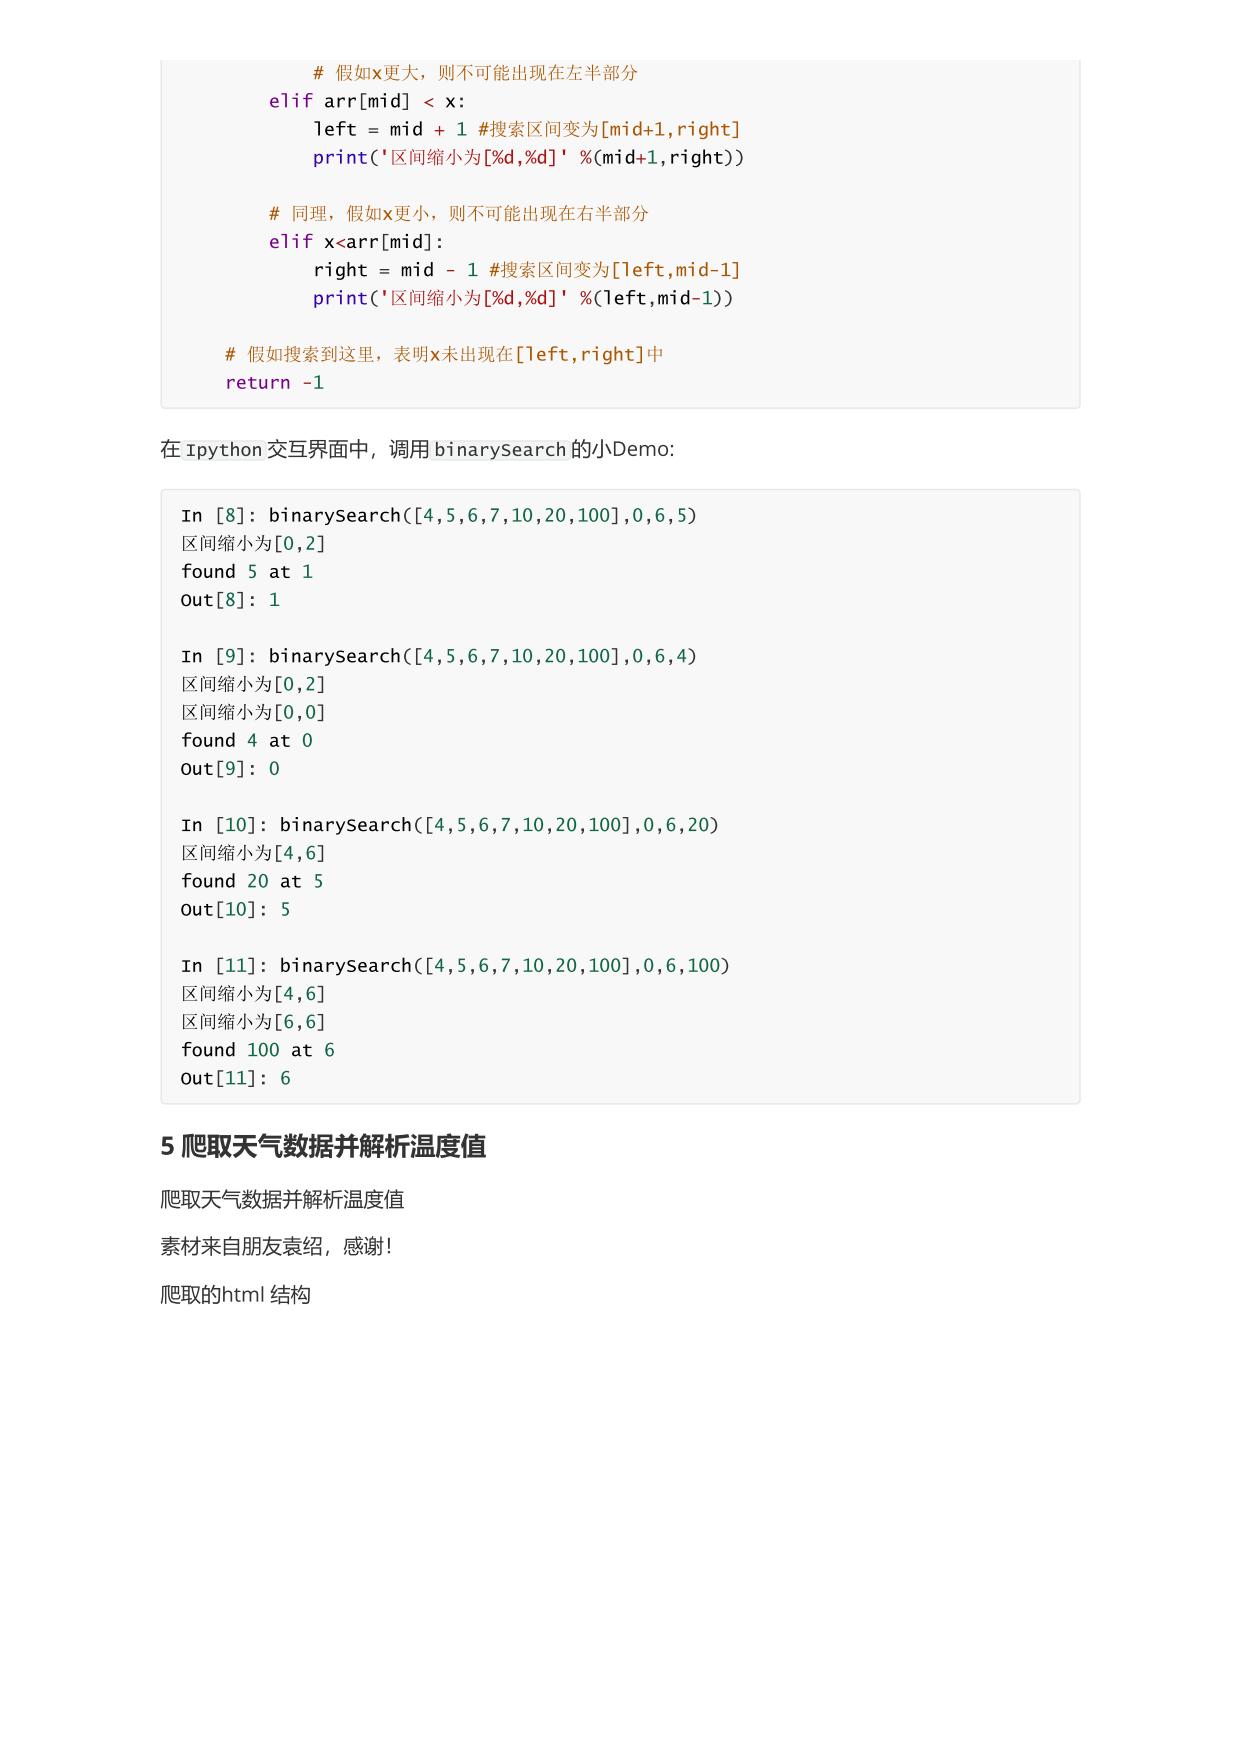 # 假如x更大，则不可能出现在左半部分
elif arr[mid] < x:
left = mid + 1 #搜索区间变为[mid+1,right]
print('区间缩小为[%d,%d]' %(mid+1,right))
# 同理，假如x更小，则不可能出现在右半部分
elif x<arr[mid]:
right = mid - 1 #搜索区间变为[left,mid-1]
print('区间缩小为[%d,%d]' %(left,mid-1))
# 假如搜索到这里，表明x未出现在[left,right]中
return -1
在 Ipython 交互界面中，调用 binarySearch 的小Demo:
In [8]: binarySearch([4,5,6,7,10,20,100],0,6,5)
区间缩小为[0,2]
found 5 at 1
Out[8]: 1
In [9]: binarySearch([4,5,6,7,10,20,100],0,6,4)
区间缩小为[0,2]
区间缩小为[0,0]
found 4 at 0
Out[9]: 0
In [10]: binarySearch([4,5,6,7,10,20,100],0,6,20)
区间缩小为[4,6]
found 20 at 5
Out[10]: 5
In [11]: binarySearch([4,5,6,7,10,20,100],0,6,100)
区间缩小为[4,6]
区间缩小为[6,6]
found 100 at 6
Out[11]: 6
5 爬取天气数据并解析温度值
爬取天气数据并解析温度值
素材来自朋友袁绍，感谢！
爬取的html 结构